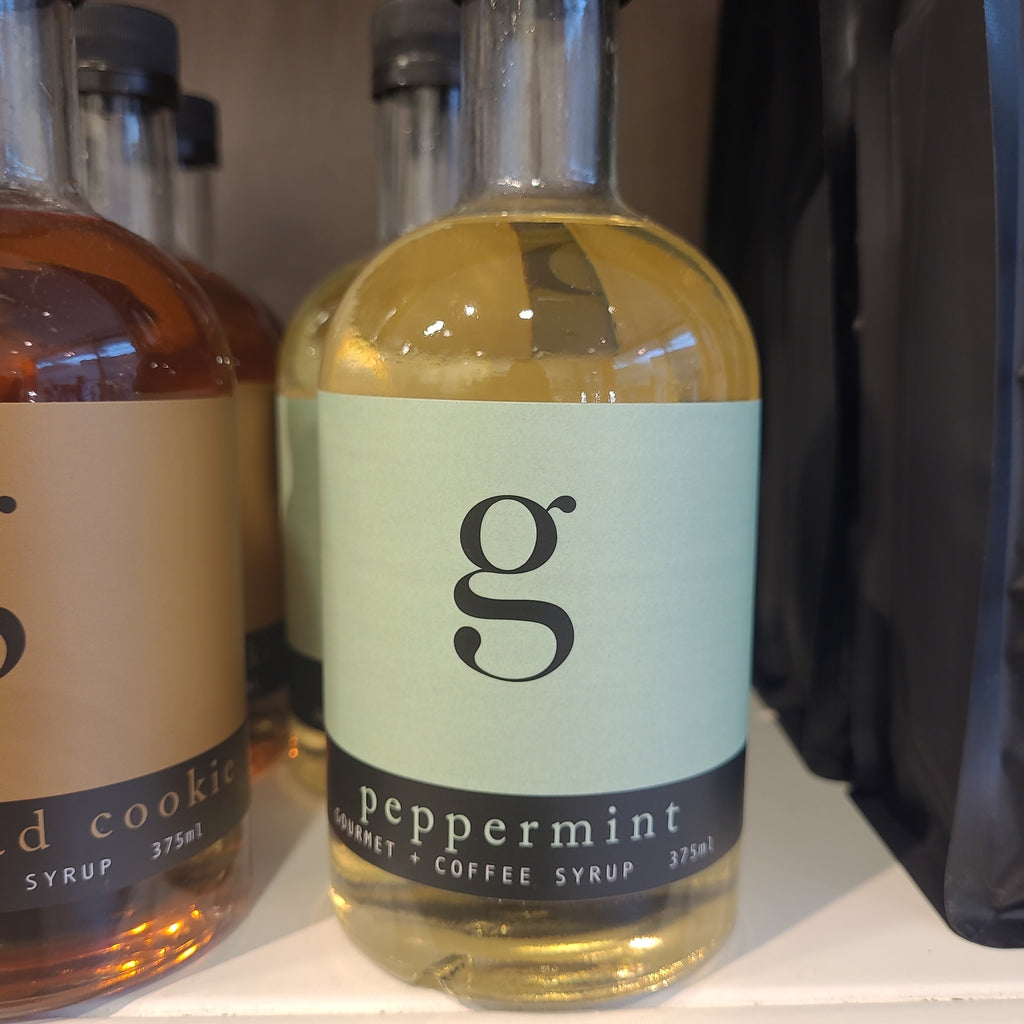 g
peppermint
GOURMET + COFFEE SYRUP 375ml
cookie
SYRUP 375ml